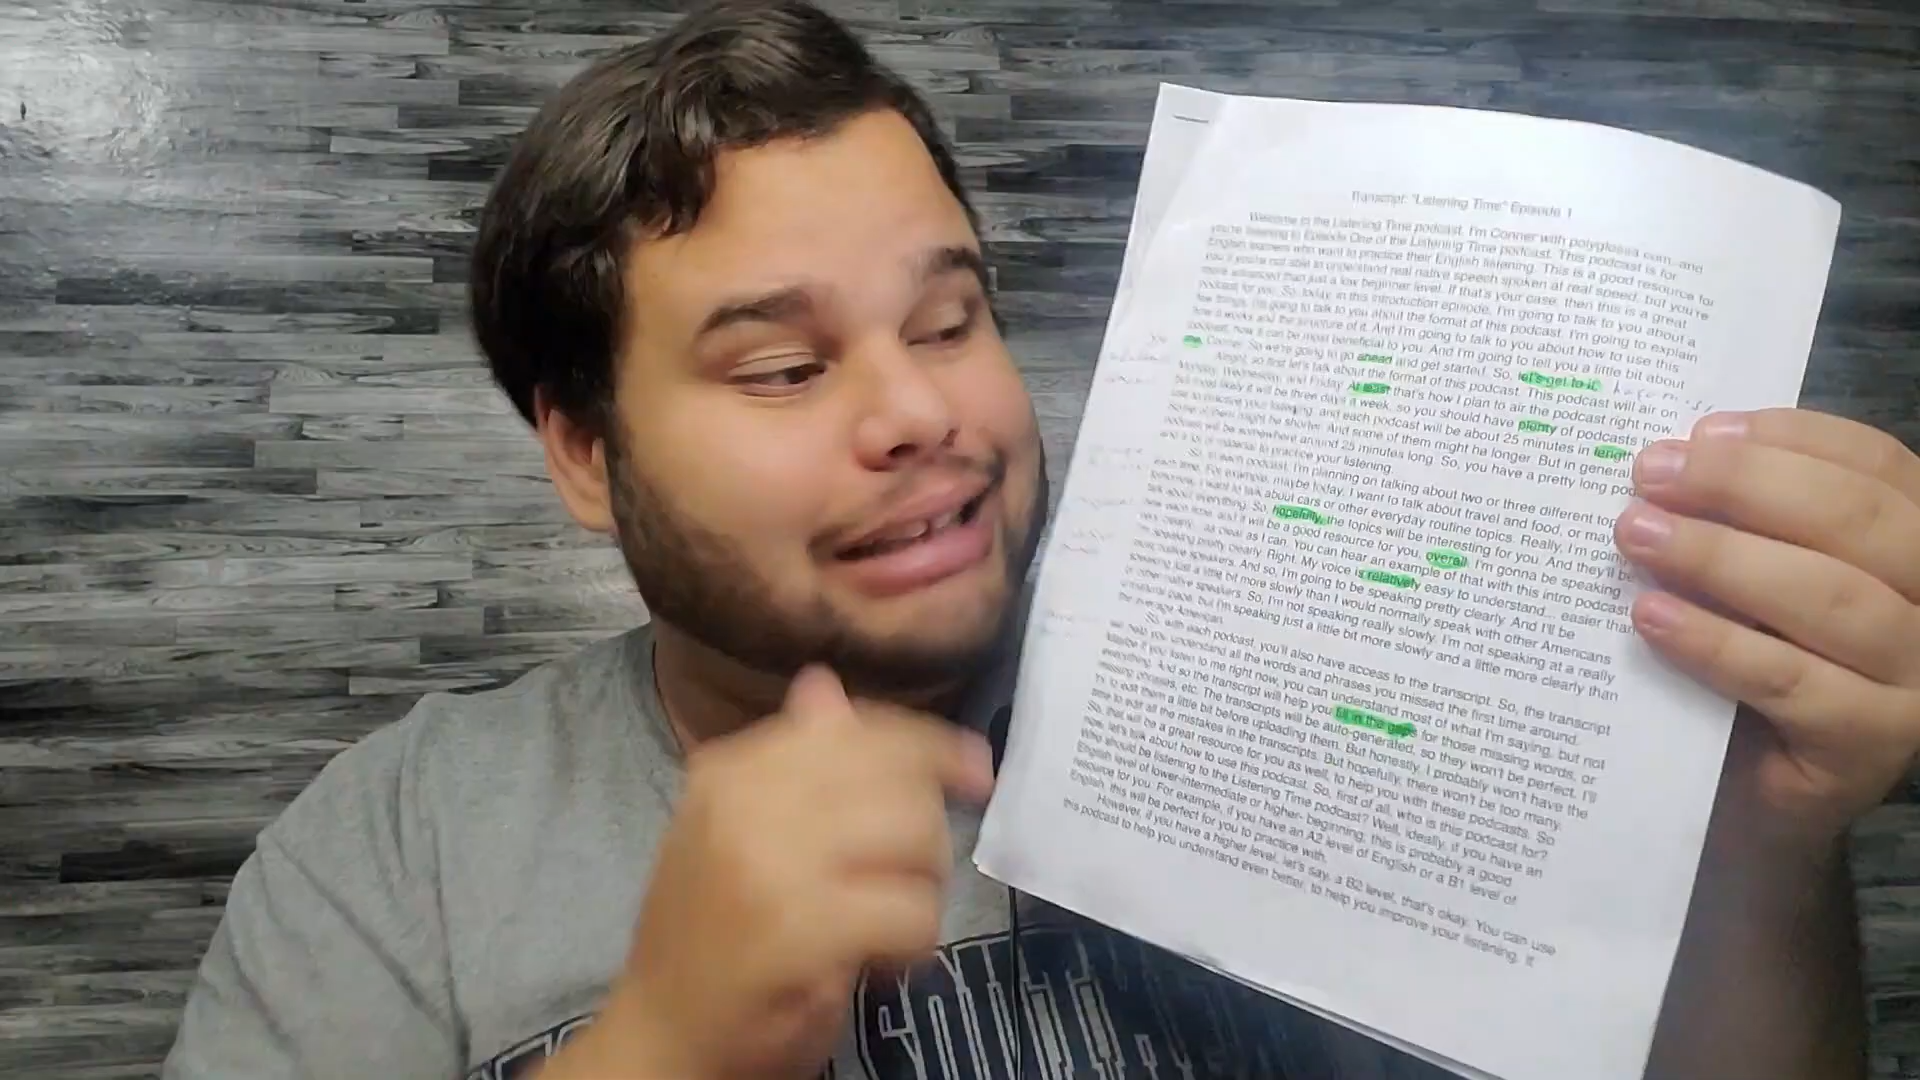 Transcript: "Listening Time" Episode 1
Welcome to the Listening Time podcast. I'm Conner with polyglossa.com, and
you're listening to Episode One of the Listening Time podcast. This podcast is for
English learners who want to practice their English listening. This is a good resource for
you if you're not able to understand real native speech spoken at real speed, but you're
more advanced than just a low beginner level. If that's your case, then this is a great
podcast for you. So, today, in this introduction episode, I'm going to talk to you about a
few things. I'm going to talk to you about the format of this podcast. I'm going to explain
how it works and the structure of it. And I'm going to talk to you about how to use this
podcast, how it can be most beneficial to you. And I'm going to tell you a little bit about
me, Conner. So we're going to go ahead and get started. So, let's get to it.
Alright, so first let's talk about the format of this podcast. This podcast will air on
Monday, Wednesday, and Friday. At least that's how I plan to air the podcast right now,
but most likely it will be three days a week, so you should have plenty of podcasts to
use to practice your listening, and each podcast will be about 25 minutes in length.
Some of them might be shorter. And some of them might be longer. But in general
podcast will be somewhere around 25 minutes long. So, you have a pretty long pod
and a lot of material to practice your listening.
So, in each podcast, I'm planning on talking about two or three different top
each time. For example, maybe today, I want to talk about travel and food, or may
tomorrow, I want to talk about cars or other everyday routine topics. Really, I'm going
talk about everything. So, hopefully, the topics will be interesting for you. And they'll be
new each time, and it will be a good resource for you, overall. I'm gonna be speaking
very clearly... as clear as I can. You can hear an example of that with this intro podcast
I'm speaking pretty clearly. Right. My voice is relatively easy to understand... easier than
most native speakers. And so, I'm going to be speaking pretty clearly. And I'll be
speaking just a little bit more slowly than I would normally speak with other Americans
or other native speakers. So, I'm not speaking really slowly. I'm not speaking at a really
unnatural pace, but I'm speaking just a little bit more slowly and a little more clearly than
the average American.
So, with each podcast, you'll also have access to the transcript. So, the transcript
will help you understand all the words and phrases you missed the first time around.
Maybe if you listen to me right now, you can understand most of what I'm saying, but not
everything. And so the transcript will help you fill in the gaps for those missing words, or
missing phrases, etc. The transcripts will be auto-generated, so they won't be perfect. I'll
try to edit them a little bit before uploading them. But honestly, I probably won't have the
time to edit all the mistakes in the transcripts. But hopefully, there won't be too many.
So, that will be a great resource for you as well, to help you with these podcasts. So
now, let's talk about how to use this podcast. So, first of all, who is this podcast for?
Who should be listening to the Listening Time podcast? Well, ideally, if you have an
English level of lower-intermediate or higher- beginning, this is probably a good
resource for you. For example, if you have an A2 level of English or a B1 level of
English, this will be perfect for you to practice with.
However, if you have a higher level, let's say, a B2 level, that's okay. You can use
this podcast to help you understand even better, to help you improve your listening. It